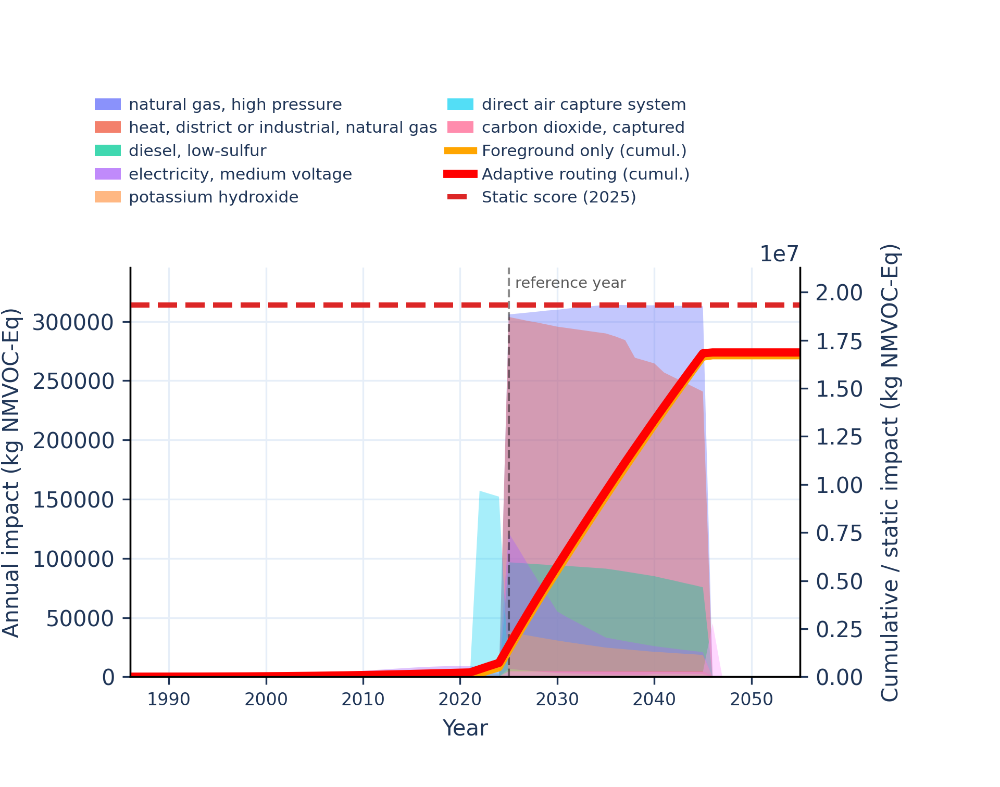 natural gas, high pressure
heat, district or industrial, natural gas
diesel, low-sulfur
electricity, medium voltage
potassium hydroxide
direct air capture system
carbon dioxide, captured
Foreground only (cumul.)
Adaptive routing (cumul.)
Static score (2025)
1e7
reference year
Annual impact (kg NMVOC-Eq)
300000
250000
200000
150000
100000
50000
0
2.00
1.75
1.50
1.25
1.00
0.75
0.50
0.25
0.00
Cumulative / static impact (kg NMVOC-Eq)
1990
2000
2010
2020
2030
2040
2050
Year